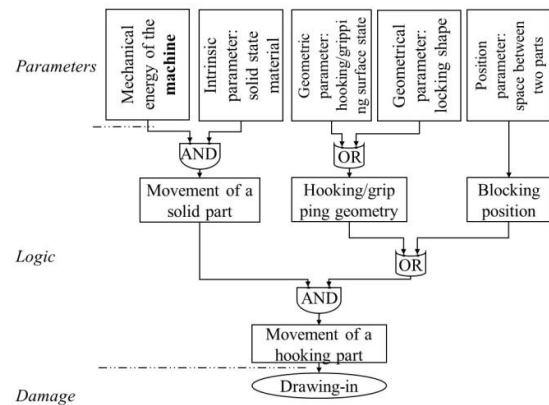 Parameters
Mechanical
energy of the
machine
Intrinsic
parameter:
solid state
material
Geometric
parameter:
hooking/grippi
ng surface state
Geometrical
parameter:
locking shape
Position
parameter:
space between
two parts
AND
OR
Movement of a
solid part
Hooking/grip
ping geometry
Blocking
position
Logic
OR
AND
Movement of a
hooking part
Drawing-in
Damage